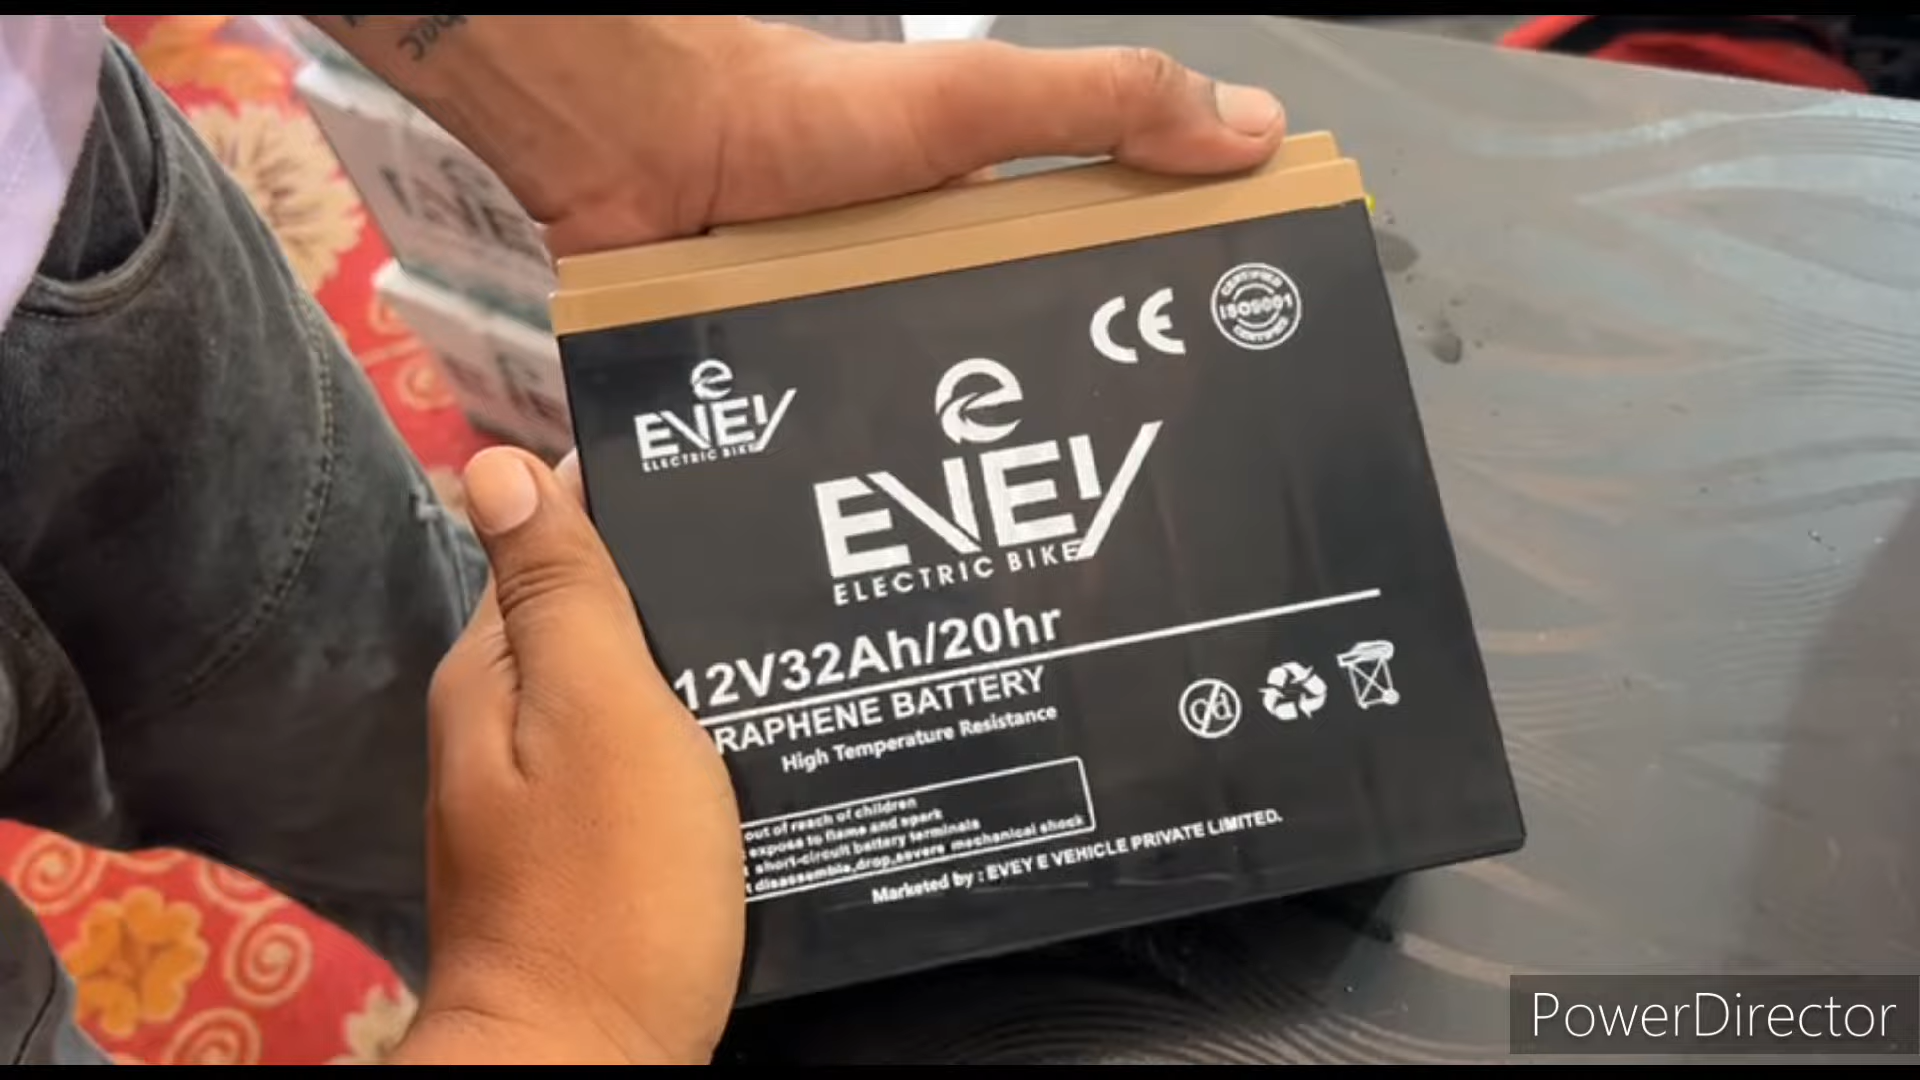 CE
CERTIFIED
ISO9001
CERTIFIED
e
EVEY
ELECTRIC BIKE
e
EVEY
ELECTRIC BIKE
12V32Ah/20hr
RAPHENE BATTERY
High Temperature Resistance
Cd
out of reach of children
expose to flame and spark
short-circuit battery terminals
t disassemble,drop,severe mechanical shock
Marketed by : EVEY E VEHICLE PRIVATE LIMITED.
PowerDirector